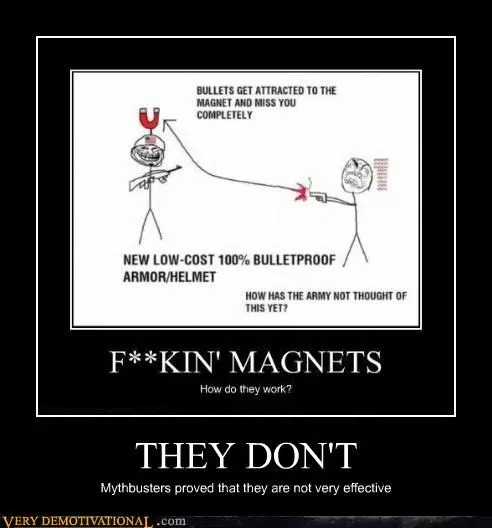 BULLETS GET ATTRACTED TO THE
MAGNET AND MISS YOU
COMPLETELY
NEW LOW-COST 100% BULLETPROOF
ARMOR/HELMET
HOW HAS THE ARMY NOT THOUGHT OF
THIS YET?
F**KIN' MAGNETS
How do they work?
THEY DON'T
Mythbusters proved that they are not very effective
VERY DEMOTIVATIONAL .com